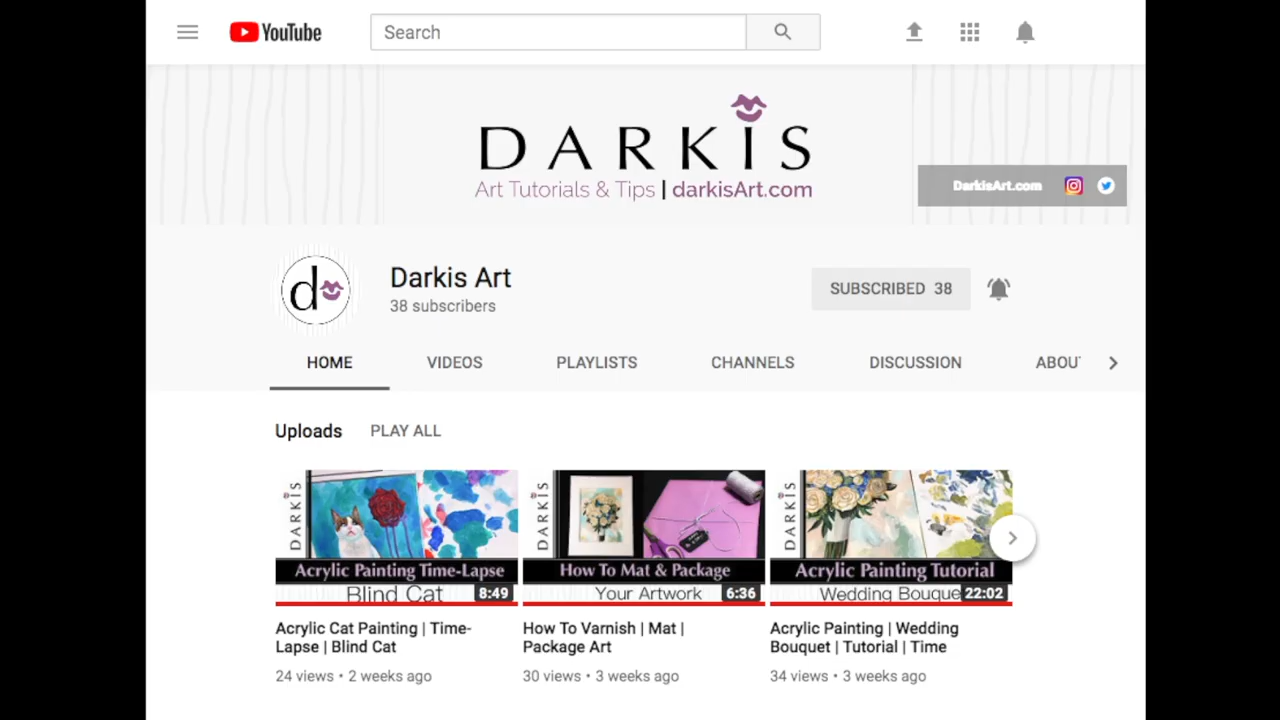 YouTube
Search
DARKIS
Art Tutorials & Tips | darkisArt.com
DarkisArt.com
d
Darkis Art
38 subscribers
SUBSCRIBED 38
HOME VIDEOS PLAYLISTS CHANNELS DISCUSSION ABOU
Uploads PLAY ALL
DARKIS
Acrylic Painting Time-Lapse
Blind Cat
8:49
DARKIS
How To Mat & Package
Your Artwork
6:36
DARKIS
Acrylic Painting Tutorial
Wedding Bouque
22:02
Acrylic Cat Painting | Time-
Lapse | Blind Cat
24 views • 2 weeks ago
How To Varnish | Mat |
Package Art
30 views • 3 weeks ago
Acrylic Painting | Wedding
Bouquet | Tutorial | Time
34 views • 3 weeks ago